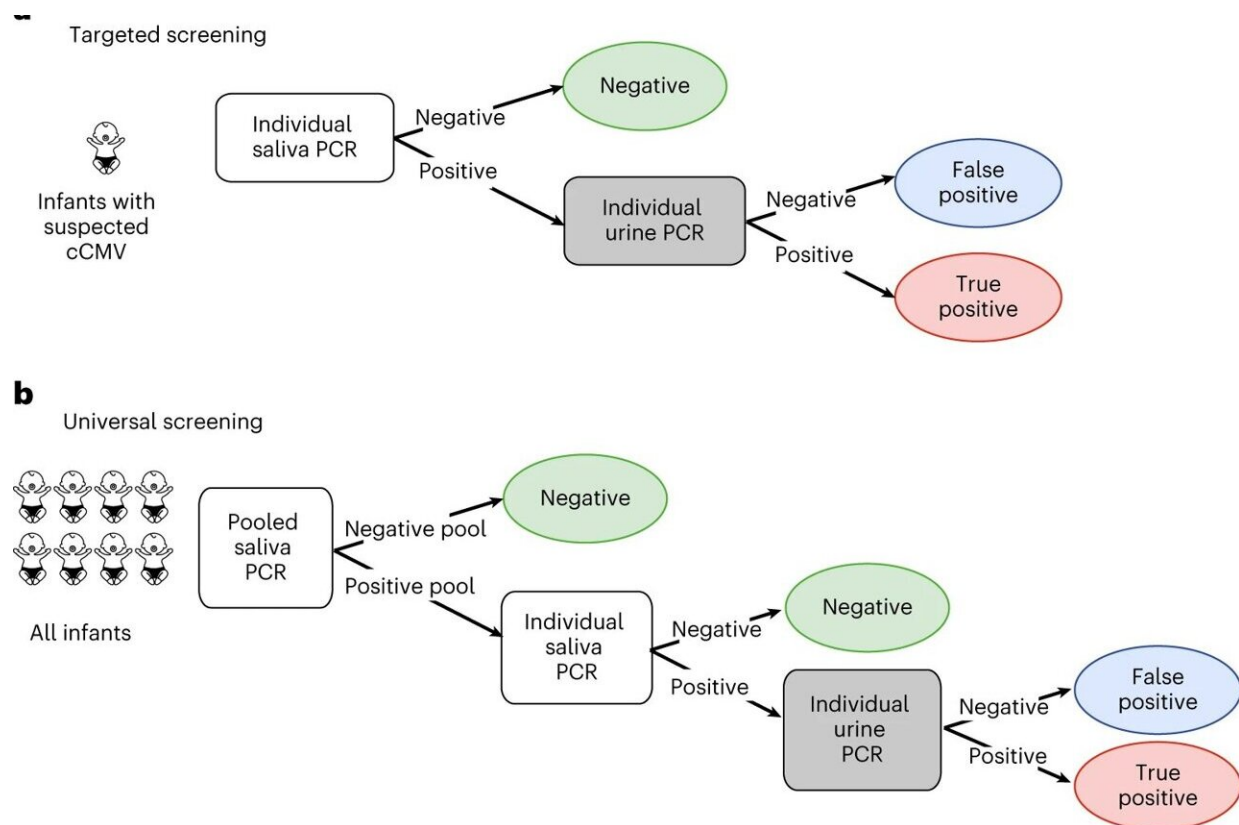 Targeted screening
Negative
Negative
Individual
saliva PCR
Positive
Infants with
suspected
cCMV
Individual
urine PCR
Negative
False
positive
Positive
True
positive
b
Universal screening
All infants
Pooled
saliva
PCR
Negative pool
Negative
Positive pool
Individual
saliva
PCR
Negative
Negative
Positive
Individual
urine
PCR
Negative
False
positive
Positive
True
positive